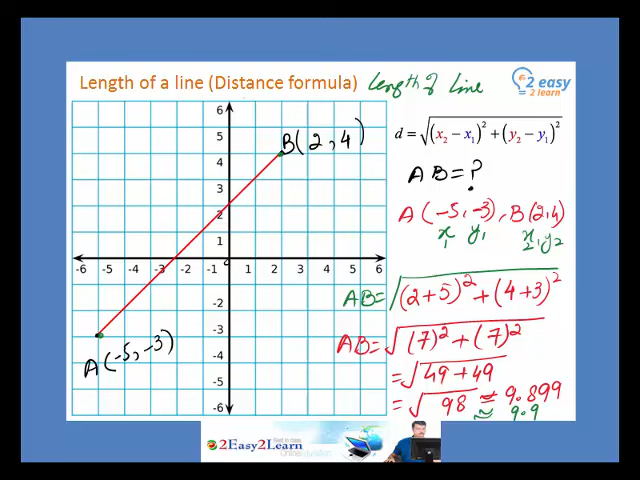 Length of a line (Distance formula) Length of line
2 easy
2 learn
d = √(x₂ − x₁)² + (y₂ − y₁)²
AB = ?
A(-5, -3), B(2, 4)
x₁ y₁ x₂, y₂
AB = √(2+5)² + (4+3)²
AB = √(7)² + (7)²
= √49 + 49
= √98 ≈ 9.899
≈ 9.9
B(2, 4)
A(-5, -3)
6
5
4
3
2
1
-6 -5 -4 -3 -2 -1 0 1 2 3 4 5 6
-2
-3
-4
-5
-6
2Easy2Learn